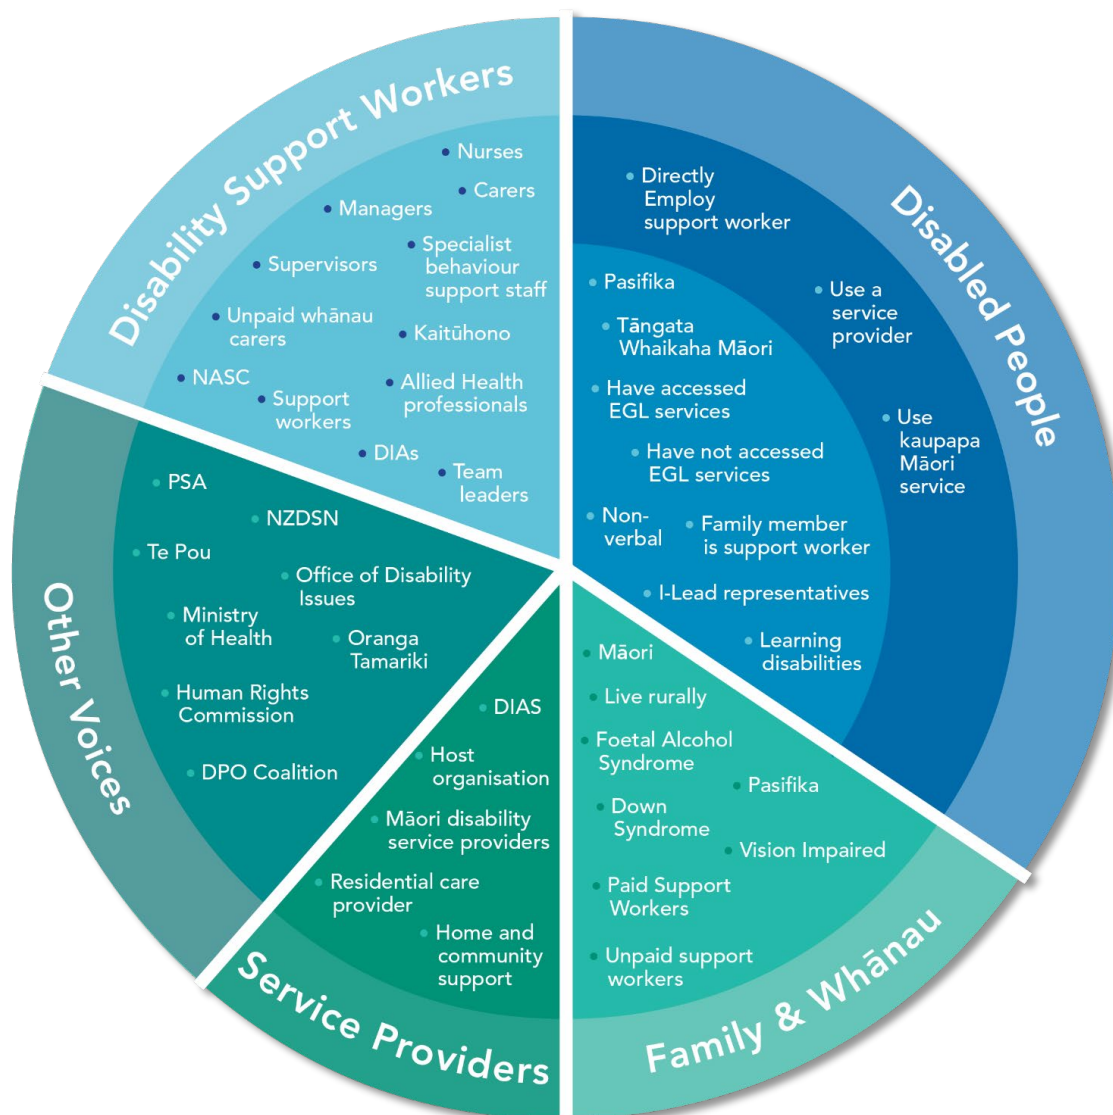 Disability Support Workers
Nurses
Carers
Managers
Specialist
behaviour
support staff
Supervisors
Unpaid whānau
carers
Kaitūhono
NASC
Allied Health
professionals
Support
workers
DIAs
Team
leaders
Disabled People
Directly
Employ
support worker
Use a
service
provider
Use
kaupapa
Māori
service
Pasifika
Tāngata
Whaikaha Māori
Have accessed
EGL services
Have not accessed
EGL services
Non-
verbal
Family member
is support worker
I-Lead representatives
Learning
disabilities
Other Voices
PSA
NZDSN
Te Pou
Office of Disability
Issues
Ministry
of Health
Oranga
Tamariki
Human Rights
Commission
DPO Coalition
Service Providers
DIAS
Host
organisation
Māori disability
service providers
Residential care
provider
Home and
community
support
Family & Whānau
Māori
Live rurally
Foetal Alcohol
Syndrome
Pasifika
Down
Syndrome
Vision Impaired
Paid Support
Workers
Unpaid support
workers